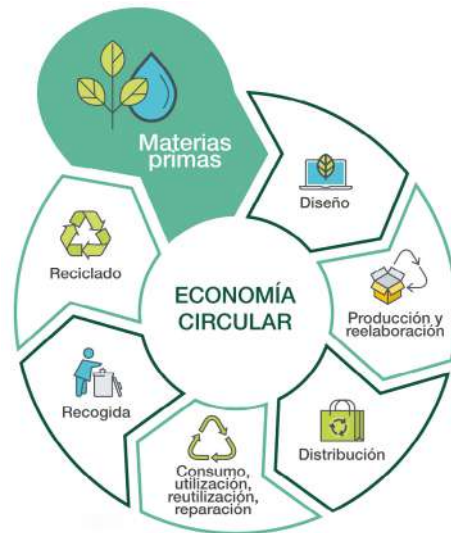 Materias
primas
Diseño
Producción y
reelaboración
Distribución
Consumo,
utilización,
reutilización,
reparación
Recogida
Reciclado
ECONOMÍA
CIRCULAR